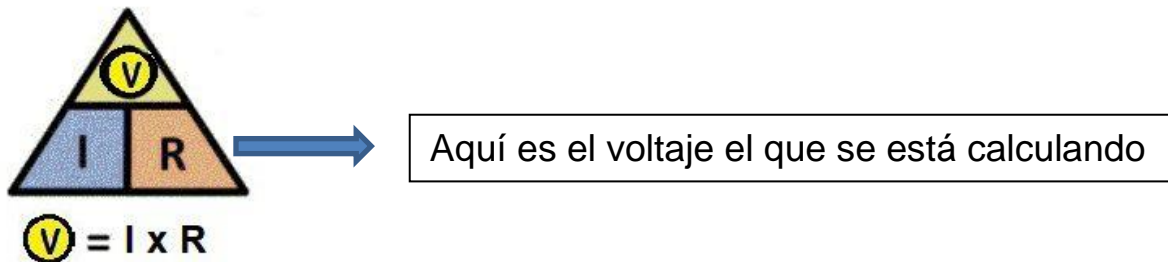 V
I R
Aquí es el voltaje el que se está calculando
V = I x R